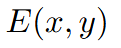 E(x, y)